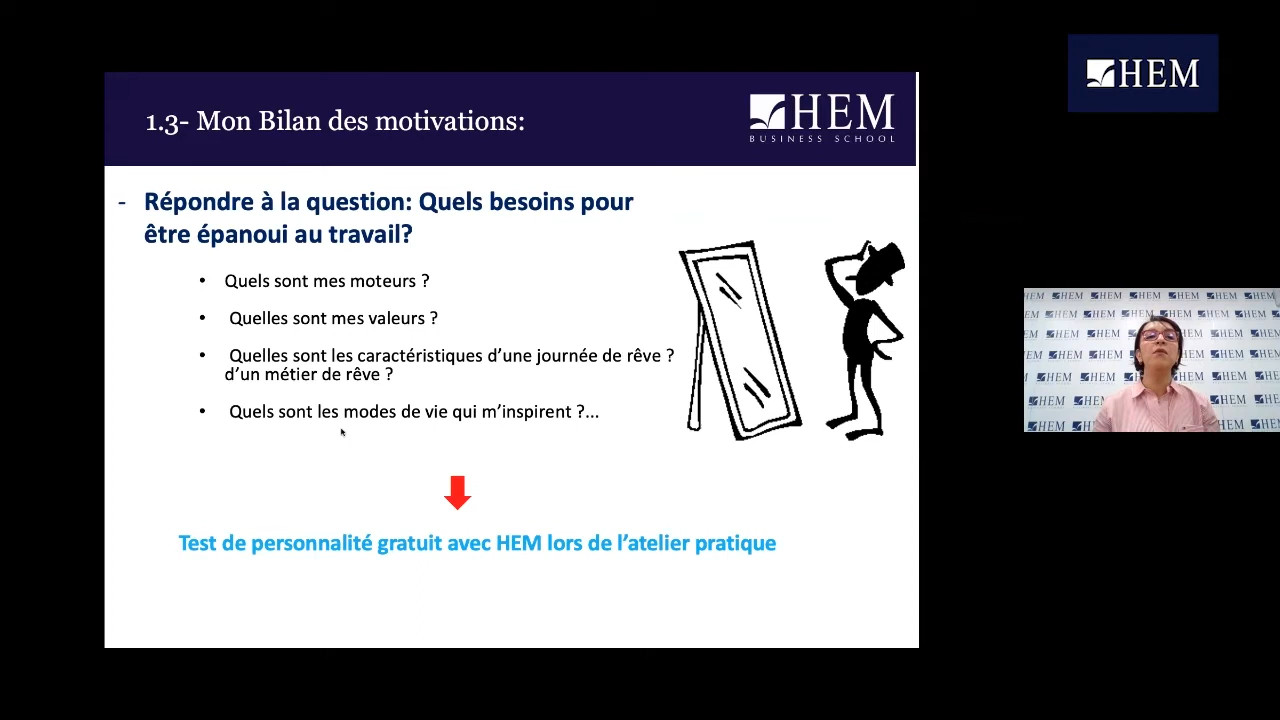 HEM
1.3- Mon Bilan des motivations:
HEM
BUSINESS SCHOOL
- Répondre à la question: Quels besoins pour
être épanoui au travail?
• Quels sont mes moteurs ?
• Quelles sont mes valeurs ?
• Quelles sont les caractéristiques d’une journée de rêve ?
d’un métier de rêve ?
• Quels sont les modes de vie qui m’inspirent ?...
Test de personnalité gratuit avec HEM lors de l’atelier pratique